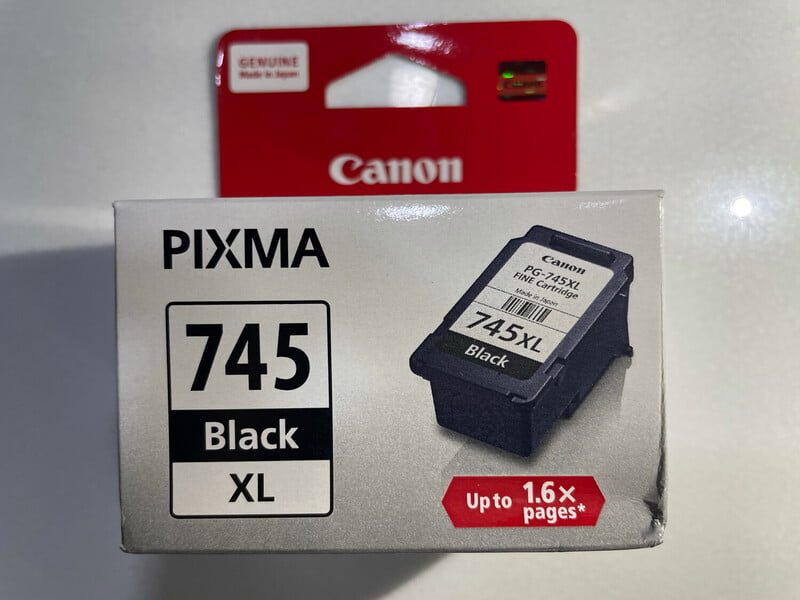 GENUINE
Made in Japan
Canon
PIXMA
745
Black
XL
Canon
PG-745XL
FINE Cartridge
Made in Japan
745XL
Black
Up to 1.6×
pages*